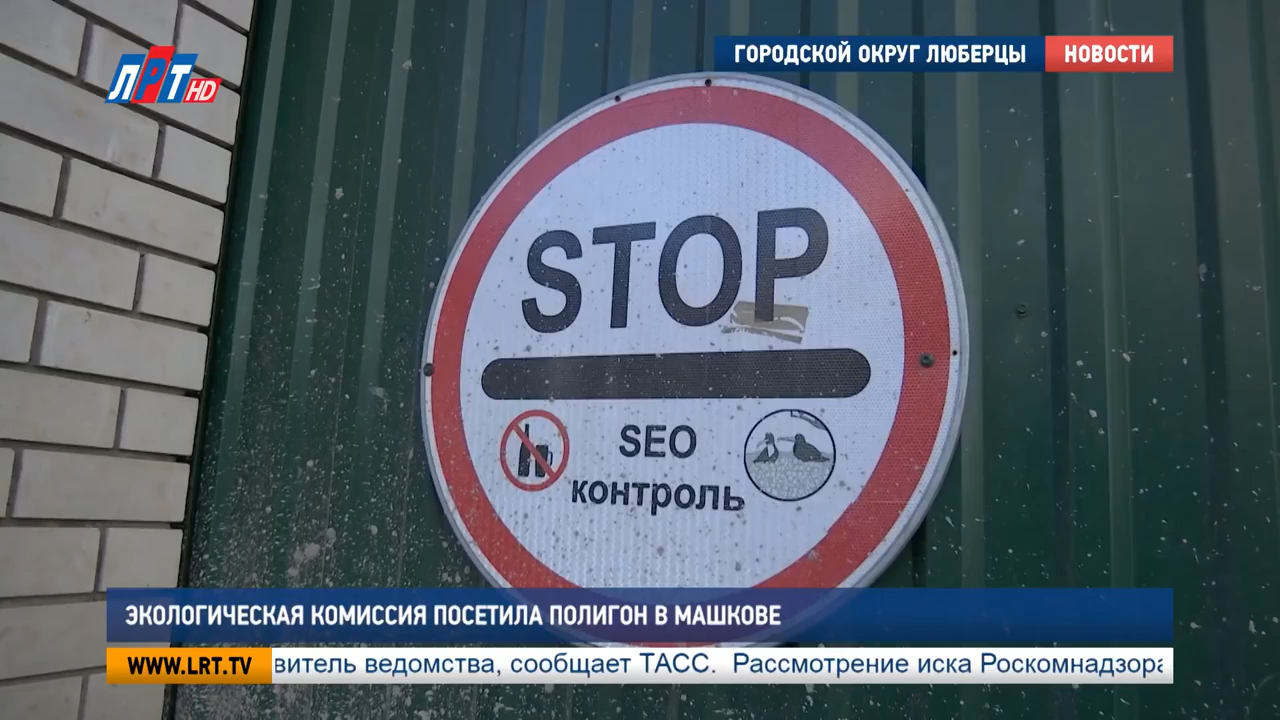 ЛРТ HD
ГОРОДСКОЙ ОКРУГ ЛЮБЕРЦЫ НОВОСТИ
STOP
SEO
контроль
ЭКОЛОГИЧЕСКАЯ КОМИССИЯ ПОСЕТИЛА ПОЛИГОН В МАШКОВЕ
WWW.LRT.TV витель ведомства, сообщает ТАСС. Рассмотрение иска Роскомнадзора